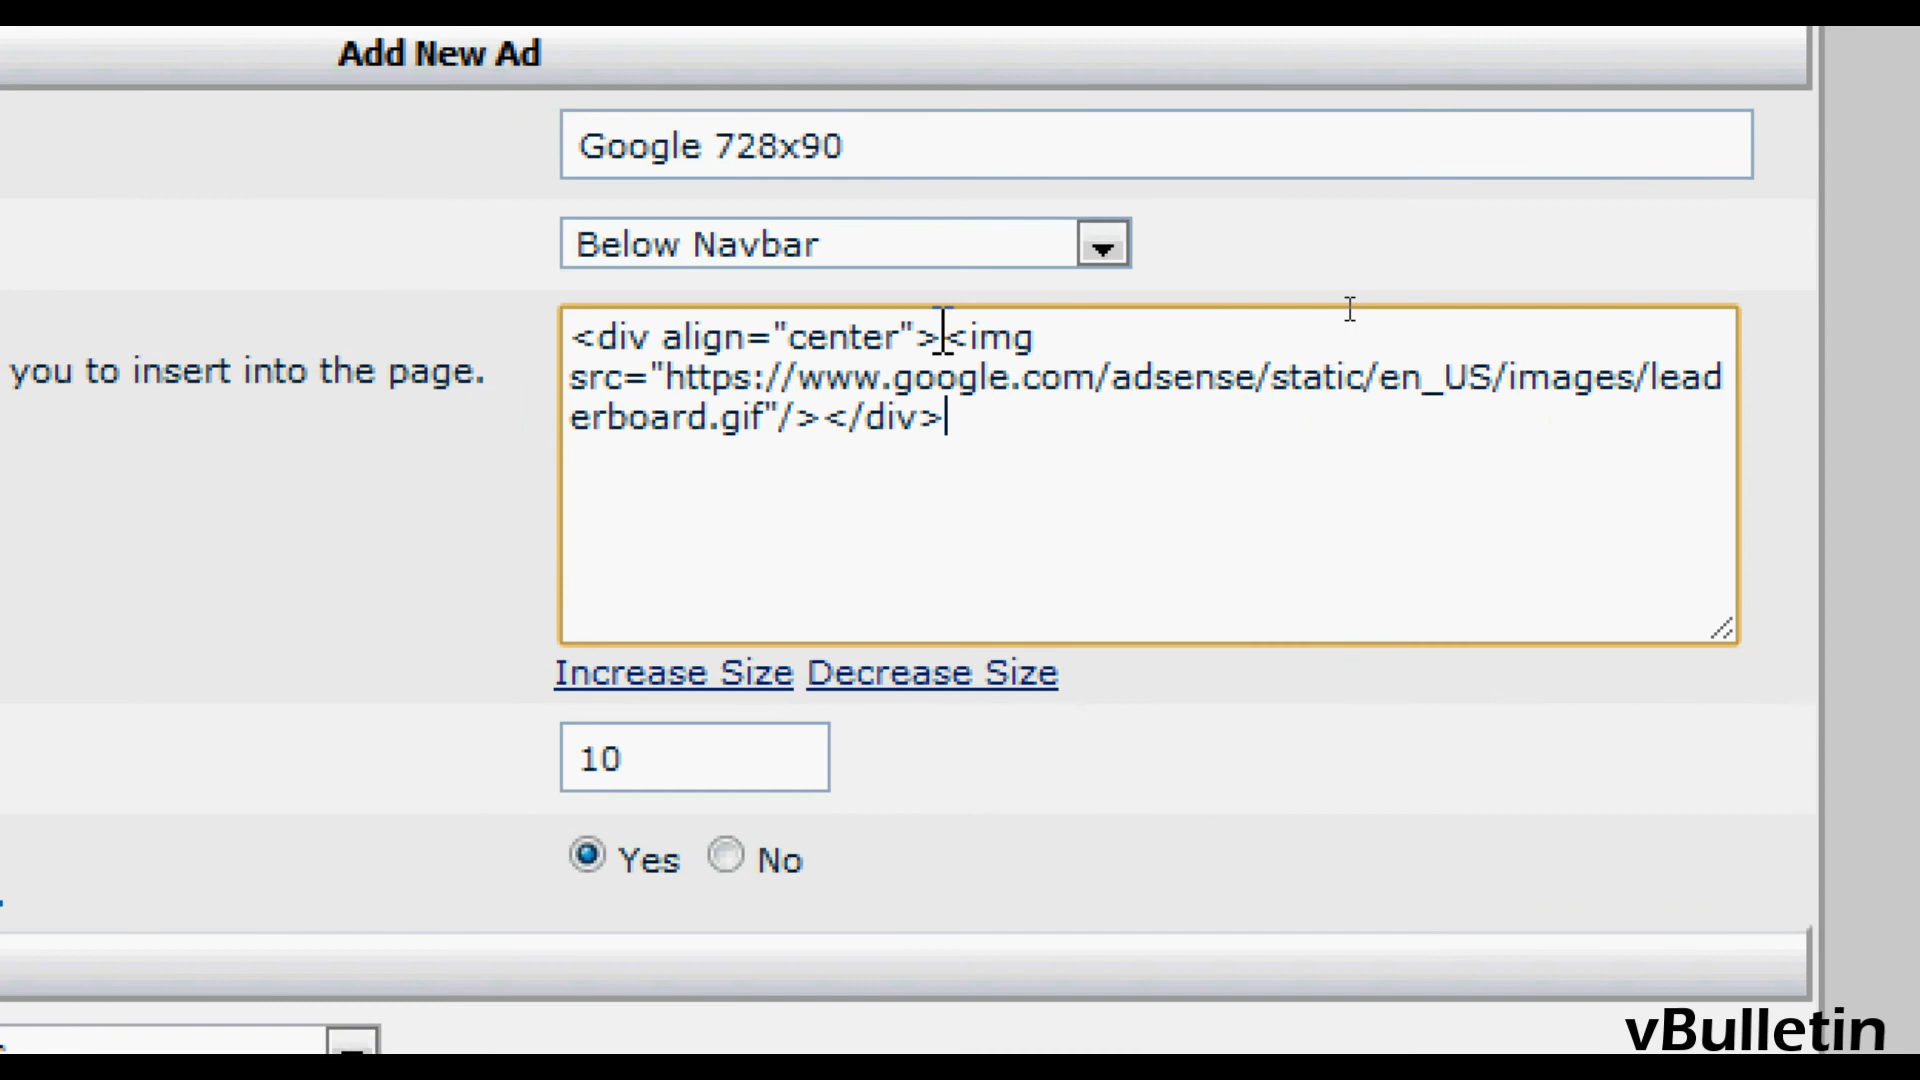 Add New Ad
Google 728x90
Below Navbar
<div align="center"><img
you to insert into the page.
src="https://www.google.com/adsense/static/en_US/images/lead
erboard.gif"/></div>
Increase Size Decrease Size
10
Yes No
vBulletin